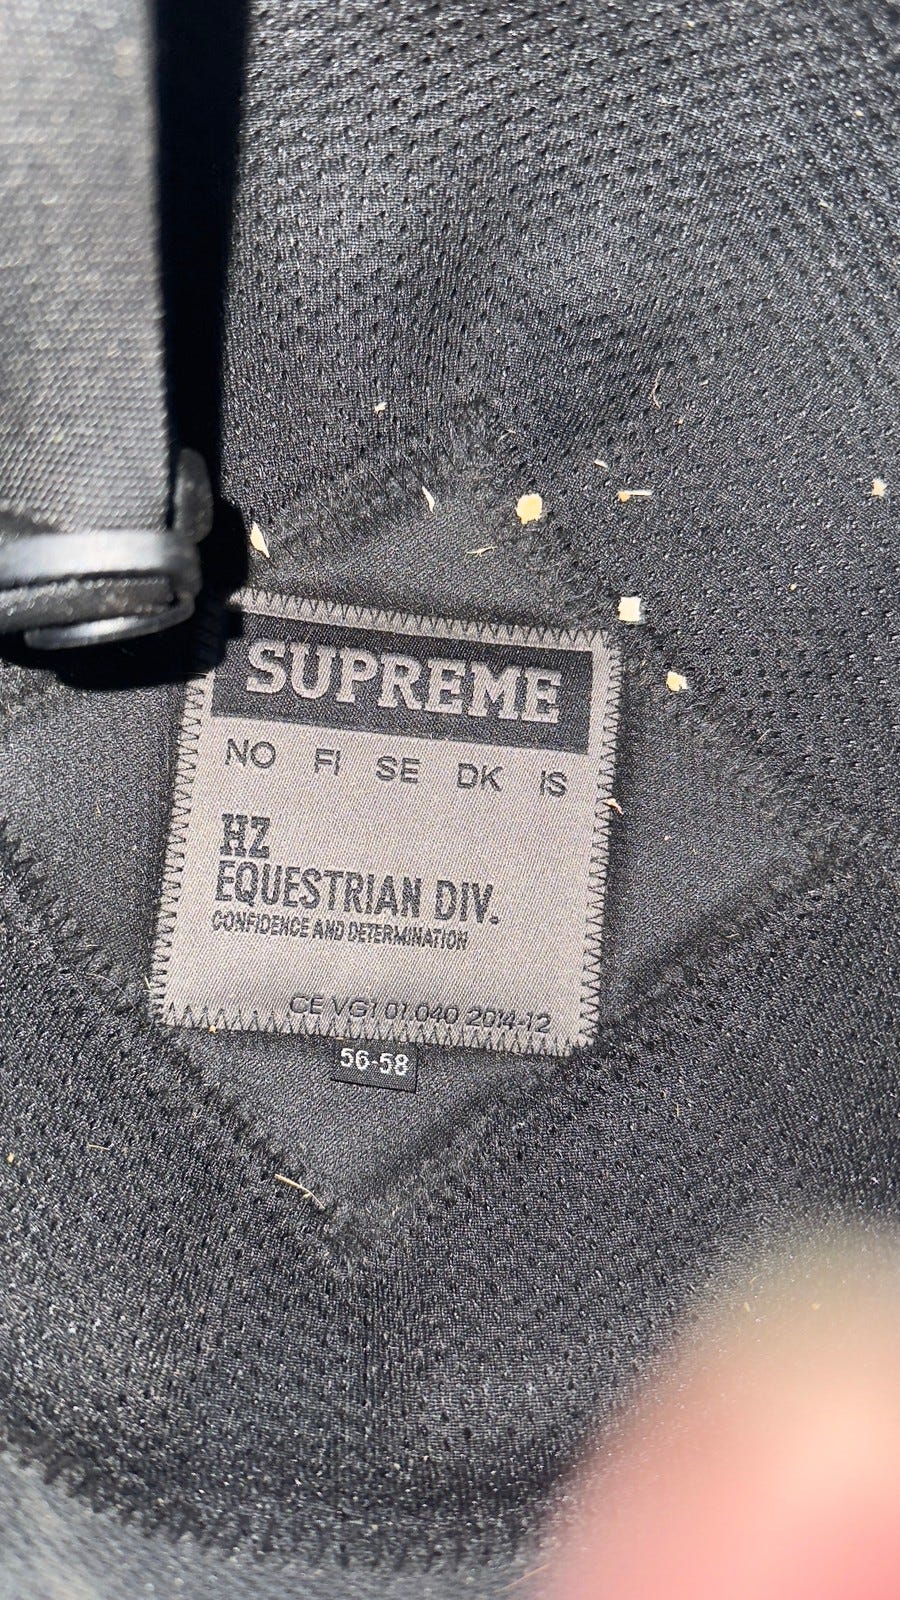 SUPREME
NO FI SE DK IS
HZ
EQUESTRIAN DIV.
CONFIDENCE AND DETERMINATION
CE VG1 01.040 2014-12
56-58